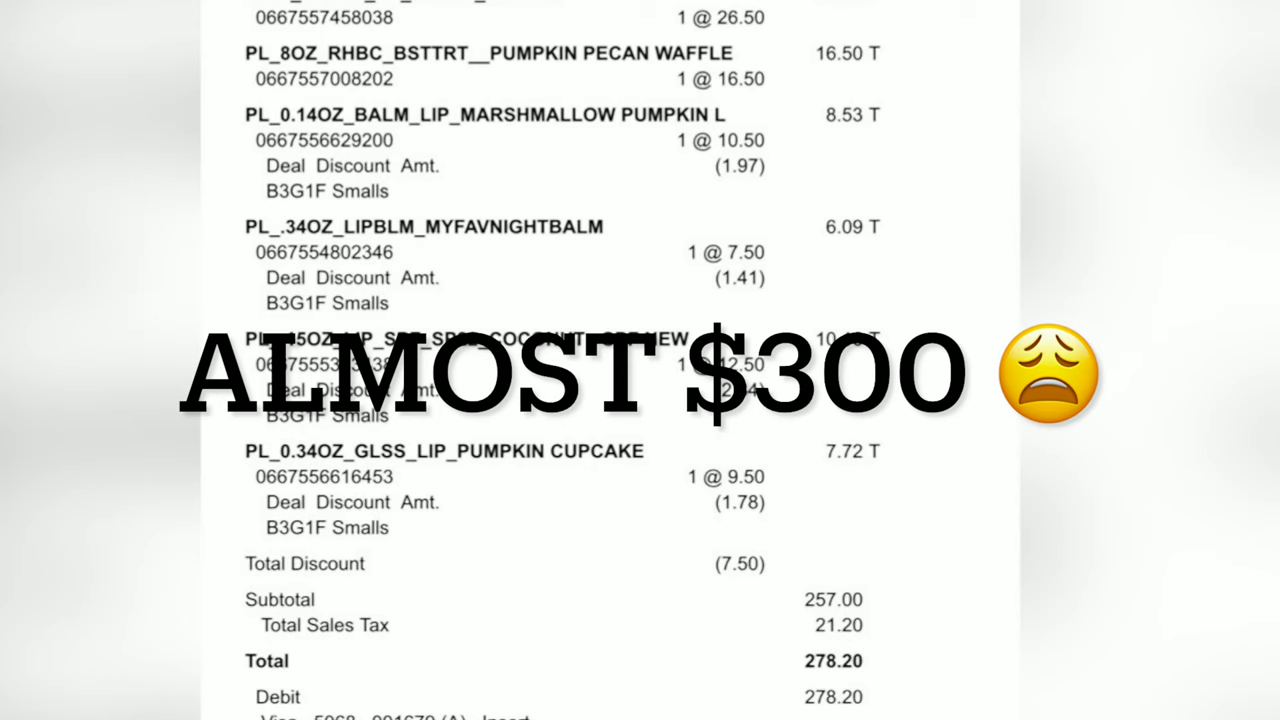 0667557458038 1 @ 26.50
PL_8OZ_RHBC_BSTTRT__PUMPKIN PECAN WAFFLE 16.50 T
0667557008202 1 @ 16.50
PL_0.14OZ_BALM_LIP_MARSHMALLOW PUMPKIN L 8.53 T
0667556629200 1 @ 10.50
Deal Discount Amt. (1.97)
B3G1F Smalls
PL_.34OZ_LIPBLM_MYFAVNIGHTBALM 6.09 T
0667554802346 1 @ 7.50
Deal Discount Amt. (1.41)
B3G1F Smalls
ALMOST $300 😩
B3G1F Smalls
PL_0.34OZ_GLSS_LIP_PUMPKIN CUPCAKE 7.72 T
0667556616453 1 @ 9.50
Deal Discount Amt. (1.78)
B3G1F Smalls
Total Discount (7.50)
Subtotal 257.00
Total Sales Tax 21.20
Total 278.20
Debit 278.20